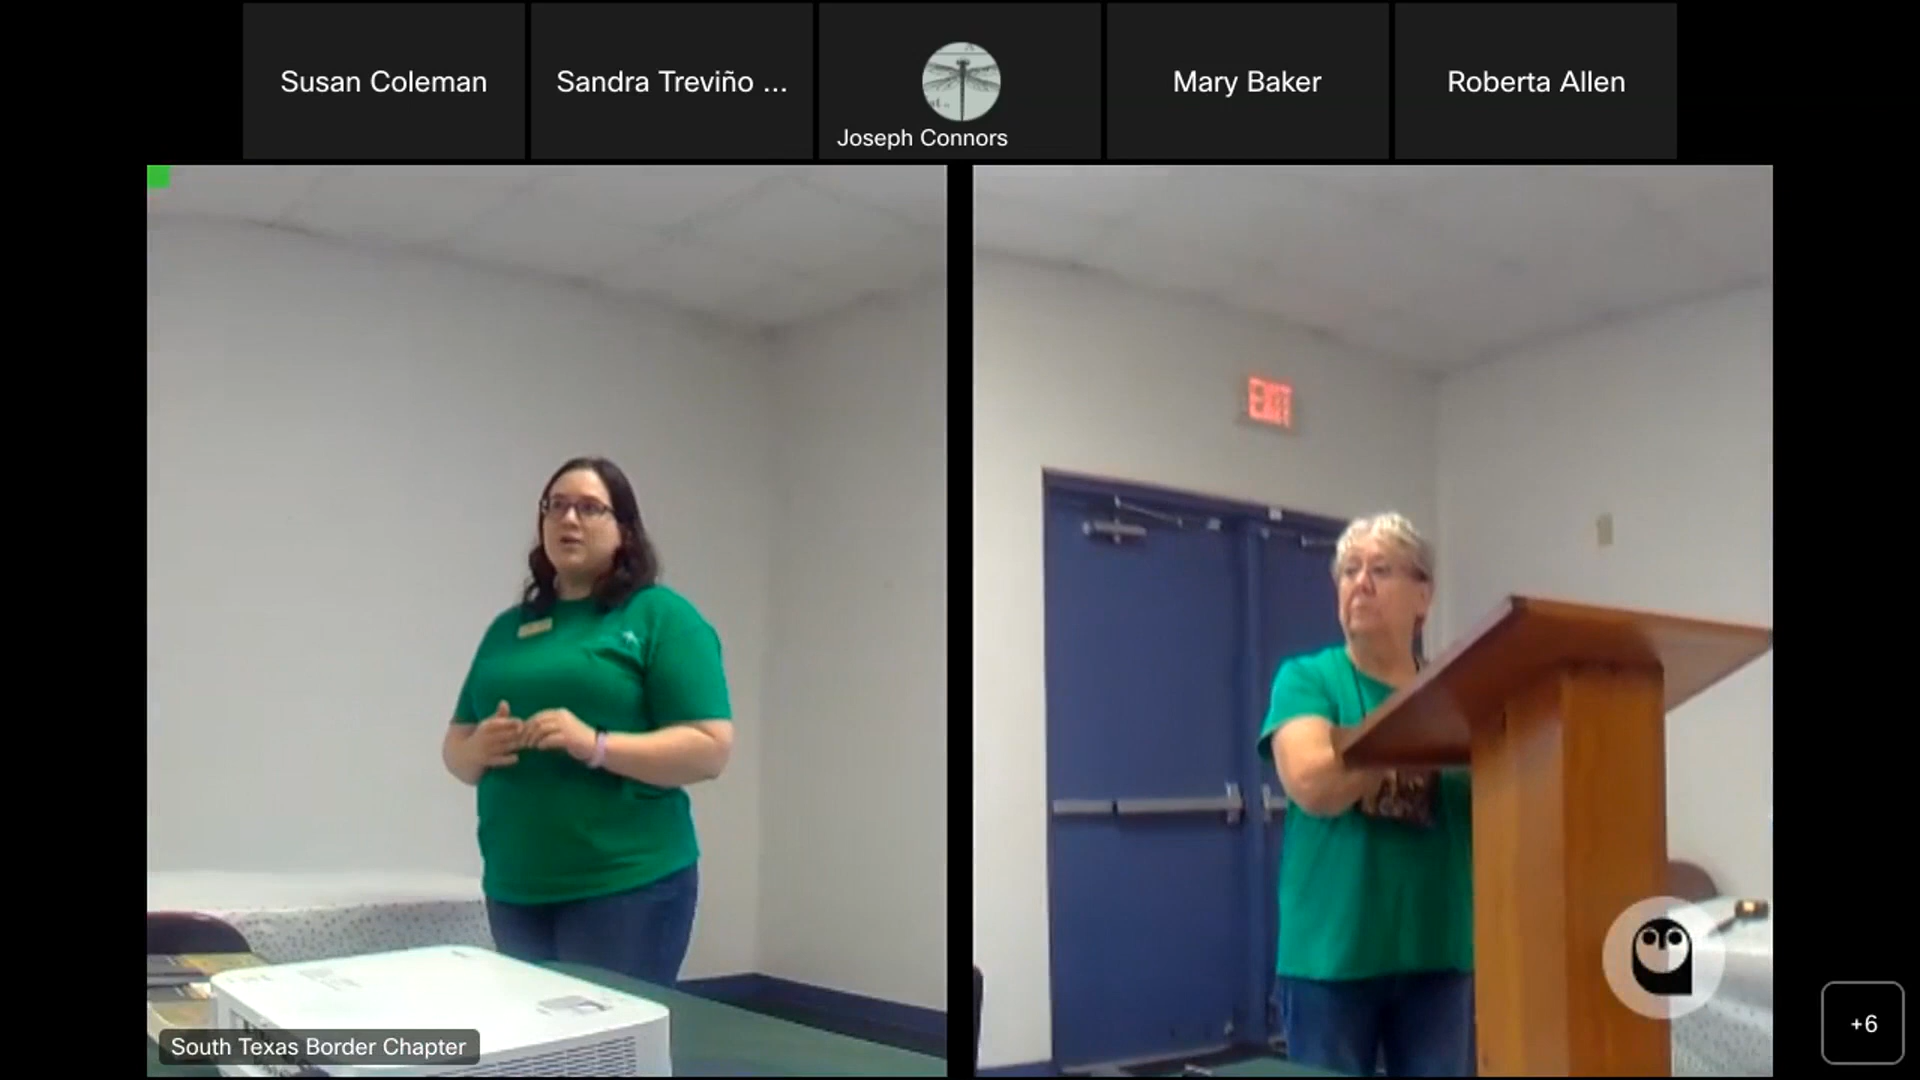 Susan Coleman
Sandra Treviño ...
Joseph Connors
Mary Baker
Roberta Allen
EXIT
South Texas Border Chapter
+6